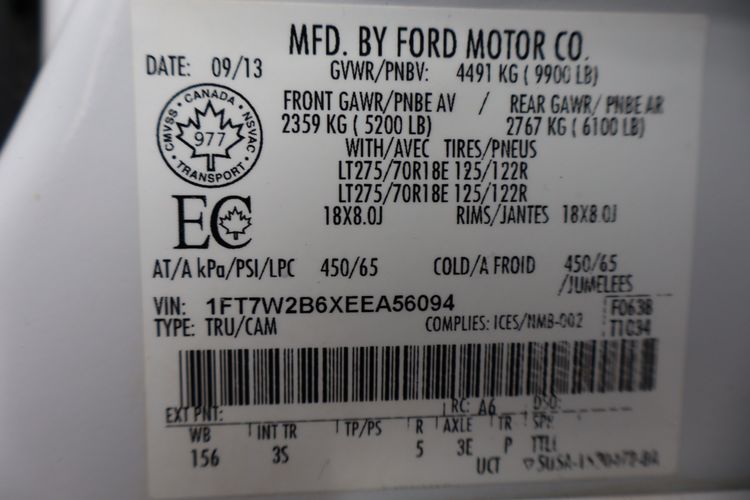 MFD. BY FORD MOTOR CO.
DATE: 09/13
GVWR/PNBV: 4491 KG ( 9900 LB)
CMVSS · CANADA · NSVAC
977
TRANSPORT
FRONT GAWR/PNBE AV / REAR GAWR/ PNBE AR
2359 KG ( 5200 LB) 2767 KG ( 6100 LB)
WITH/AVEC TIRES/PNEUS
LT275/70R18E 125/122R
LT275/70R18E 125/122R
EC
18X8.0J RIMS/JANTES 18X8.0J
AT/A kPa/PSI/LPC 450/65 COLD/A FROID 450/65
/JUMELEES
VIN: 1FT7W2B6XEEA56094 F0638
TYPE: TRU/CAM COMPLIES: ICES/NMB-002 T1034
EXT PNT: RC: A6 DSO:
WB INT TR TP/PS R AXLE TR SPR
156 3S 5 3E P
UCT